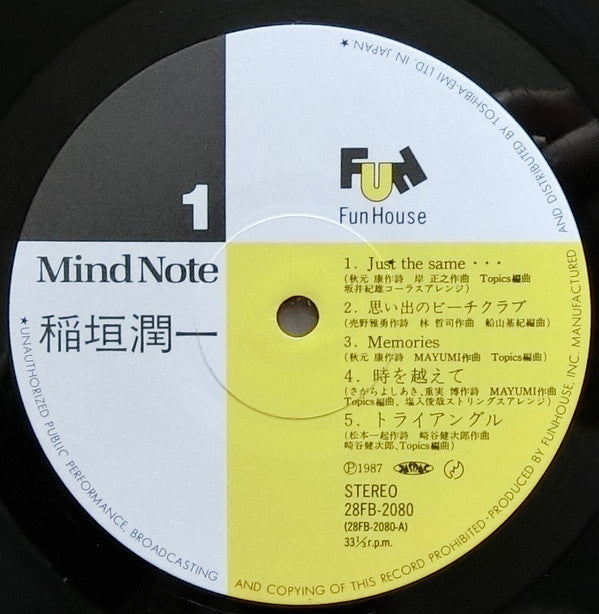 1
FUN
Fun House
Mind Note
稲垣潤一
1. Just the same・・・
(秋元 康作詩 岸 正之作曲 Topics編曲
坂井紀雄コーラスアレンジ)
2. 思い出のビーチクラブ
(売野雅勇作詩 林 哲司作曲 船山基紀編曲)
3. Memories
(秋元 康作詩 MAYUMI作曲 Topics編曲)
4. 時を越えて
(さがらよしあき、重実 博作詩 MAYUMI作曲
Topics編曲、塩入俊哉ストリングスアレンジ)
5. トライアングル
(松本一起作詩 崎谷健次郎作曲
崎谷健次郎、Topics編曲)
Ⓟ1987 JASRAC
STEREO
28FB-2080
(28FB-2080-A)
33⅓r.p.m.
★UNAUTHORIZED PUBLIC PERFORMANCE, BROADCASTING AND COPYING OF THIS RECORD PROHIBITED・PRODUCED BY FUNHOUSE, INC. MANUFACTURED AND DISTRIBUTED BY TOSHIBA-EMI LTD. IN JAPAN★